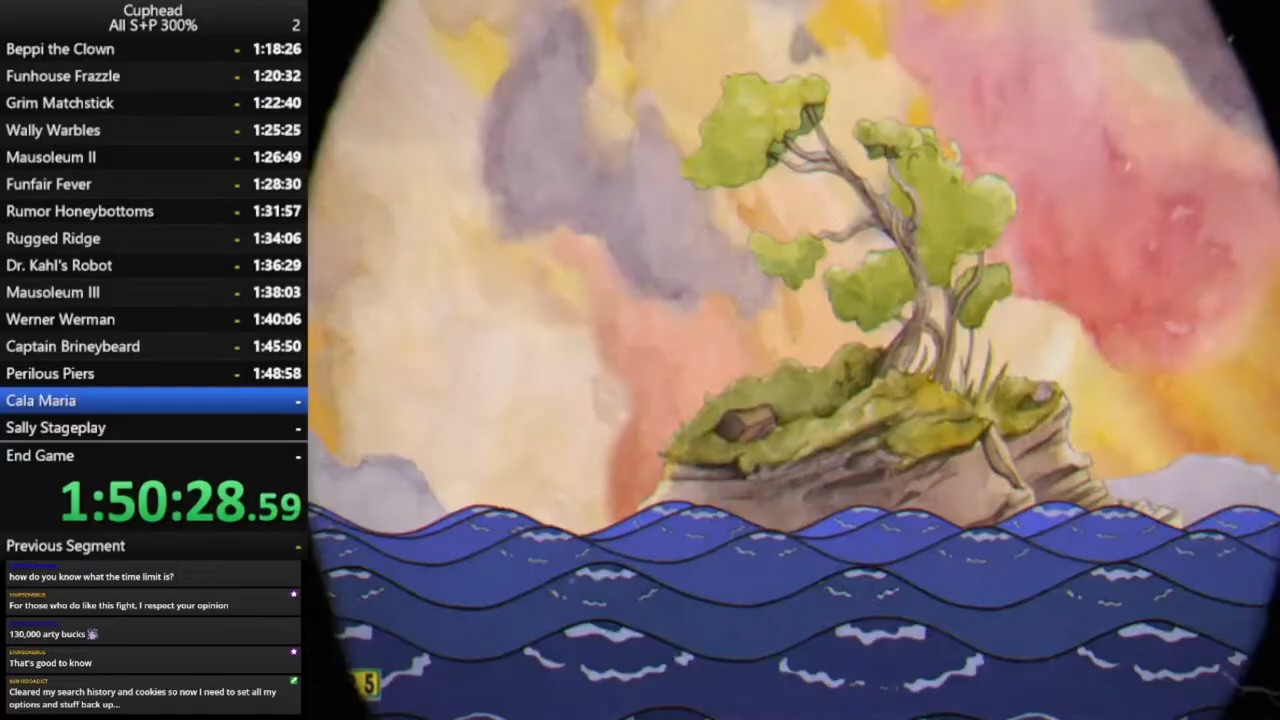 Cuphead
All S+P 300% 2
Beppi the Clown - 1:18:26
Funhouse Frazzle - 1:20:32
Grim Matchstick - 1:22:40
Wally Warbles - 1:25:25
Mausoleum II - 1:26:49
Funfair Fever - 1:28:30
Rumor Honeybottoms - 1:31:57
Rugged Ridge - 1:34:06
Dr. Kahl's Robot - 1:36:29
Mausoleum III - 1:38:03
Werner Werman - 1:40:06
Captain Brineybeard - 1:45:50
Perilous Piers - 1:48:58
Cala Maria -
Sally Stageplay -
End Game -
1:50:28.59
Previous Segment -
how do you know what the time limit is?
For those who do like this fight, I respect your opinion
130,000 arty bucks
That's good to know
Cleared my search history and cookies so now I need to set all my
options and stuff back up...
5